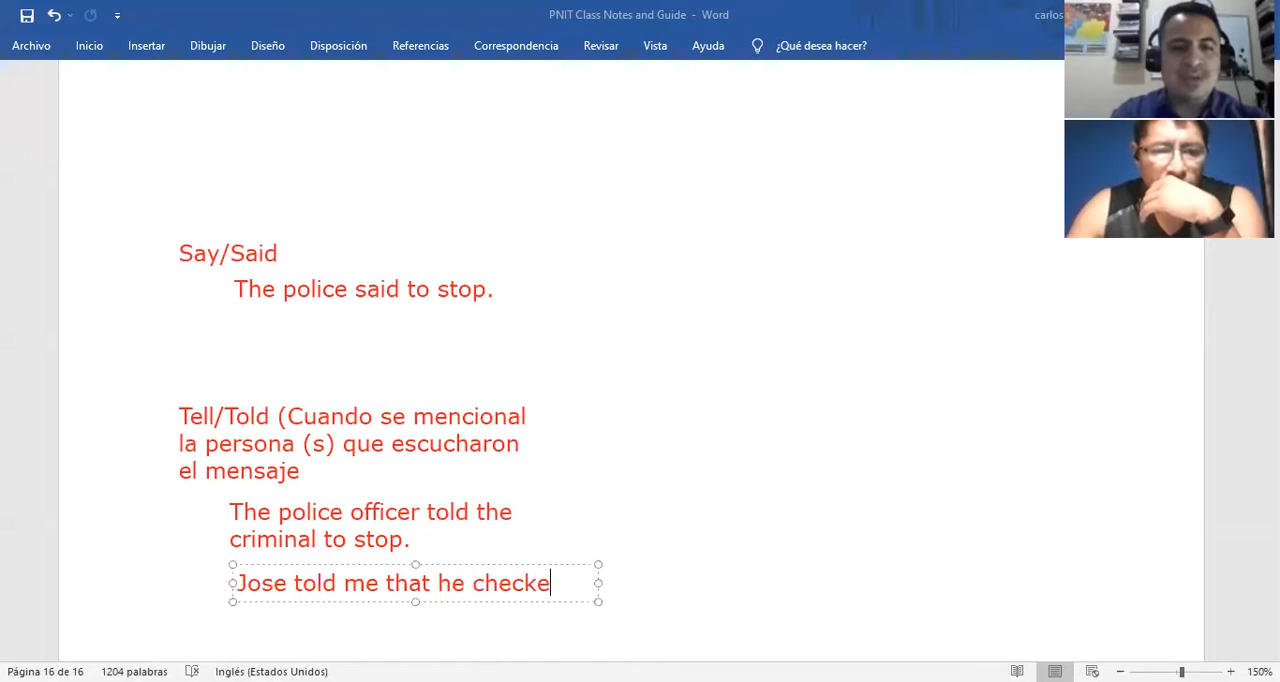 PNIT Class Notes and Guide - Word
carlos
Archivo Inicio Insertar Dibujar Diseño Disposición Referencias Correspondencia Revisar Vista Ayuda ¿Qué desea hacer?
Say/Said
The police said to stop.
Tell/Told (Cuando se mencional
la persona (s) que escucharon
el mensaje
The police officer told the
criminal to stop.
Jose told me that he checke
Página 16 de 16 1204 palabras Inglés (Estados Unidos) 150%